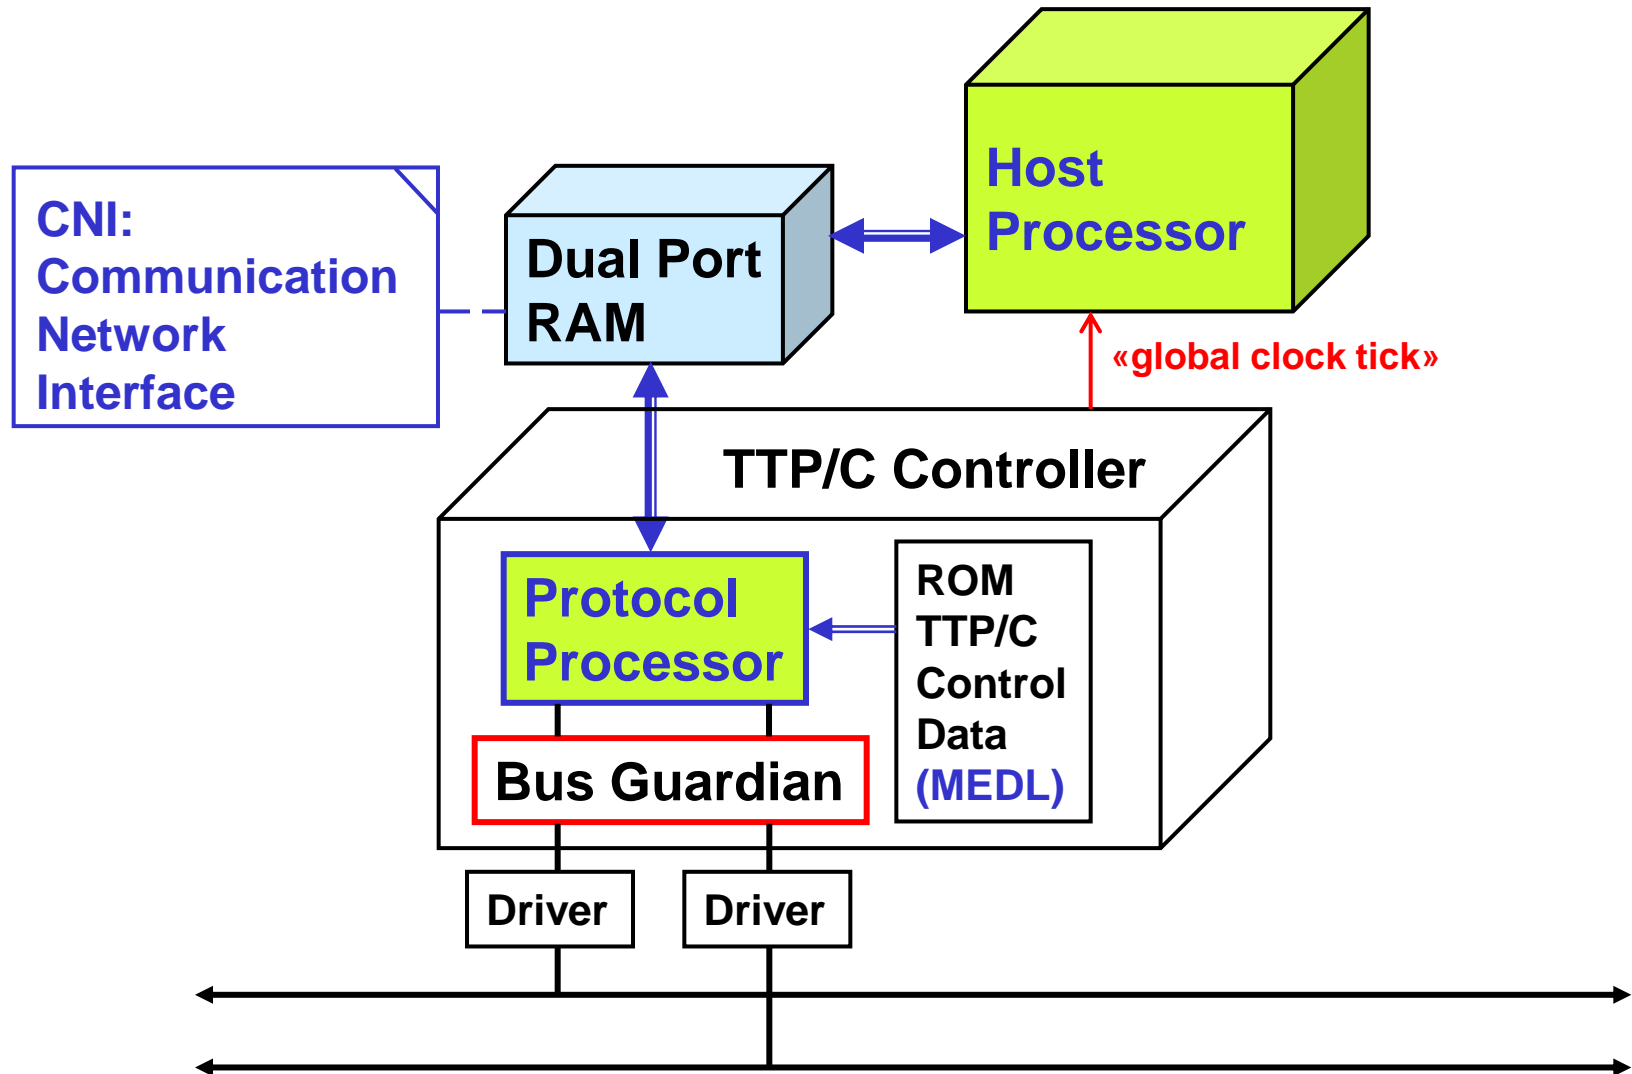 CNI:
Communication
Network
Interface
Dual Port
RAM
Host
Processor
«global clock tick»
TTP/C Controller
Protocol
Processor
ROM
TTP/C
Control
Data
(MEDL)
Bus Guardian
Driver
Driver